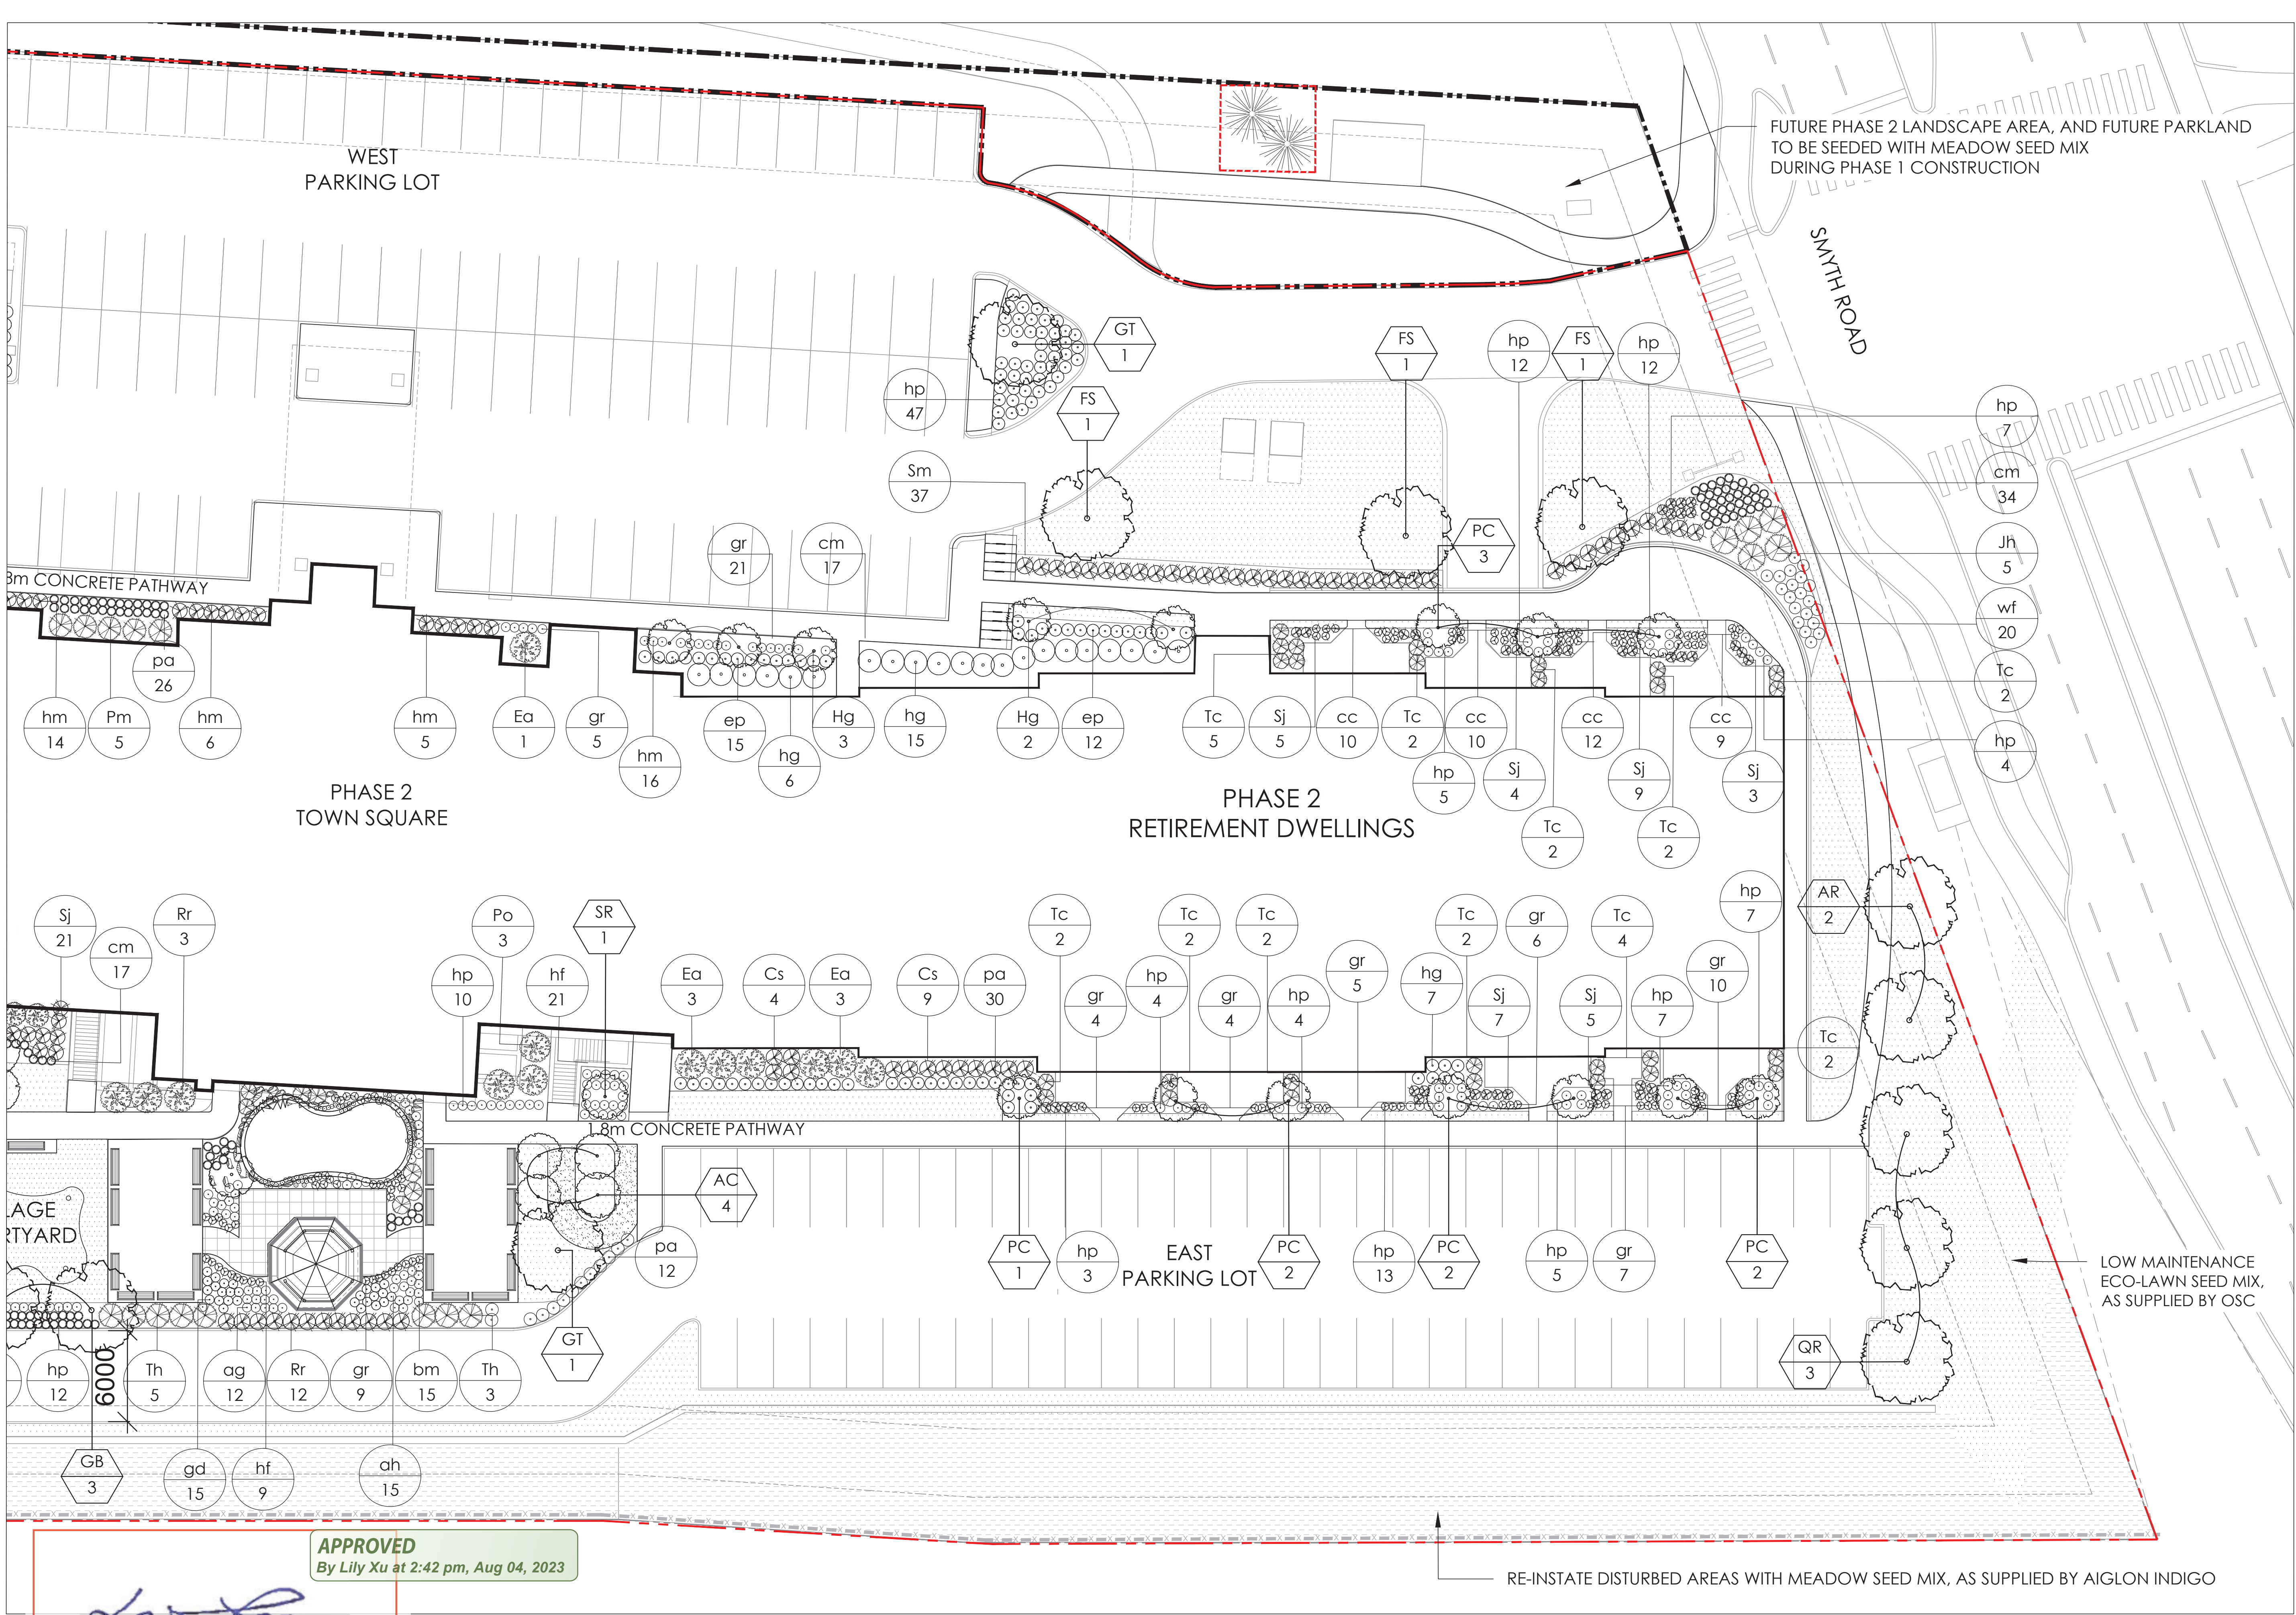 FUTURE PHASE 2 LANDSCAPE AREA, AND FUTURE PARKLAND
TO BE SEEDED WITH MEADOW SEED MIX
DURING PHASE 1 CONSTRUCTION
WEST
PARKING LOT
SMYTH ROAD
GT
1
FS
1
hp
12
FS
1
hp
12
hp
47
FS
1
hp
7
Sm
37
cm
34
gr
21
cm
17
PC
3
Jh
5
3m CONCRETE PATHWAY
wf
20
pa
26
Tc
2
hm
14
Pm
5
hm
6
hm
5
Ea
1
gr
5
hm
16
ep
15
hg
6
Hg
3
hg
15
Hg
2
ep
12
Tc
5
Sj
5
cc
10
Tc
2
cc
10
cc
12
cc
9
hp
4
hp
5
Sj
4
Sj
9
Sj
3
PHASE 2
TOWN SQUARE
PHASE 2
RETIREMENT DWELLINGS
Tc
2
Tc
2
Sj
21
cm
17
Rr
3
Po
3
SR
1
hp
10
hf
21
Ea
3
Cs
4
Ea
3
Cs
9
pa
30
Tc
2
gr
4
hp
4
Tc
2
gr
4
Tc
2
hp
4
gr
5
hg
7
Tc
2
Sj
7
gr
6
Sj
5
Tc
4
hp
7
gr
10
hp
7
AR
2
Tc
2
1.8m CONCRETE PATHWAY
LAGE
RTYARD
AC
4
pa
12
PC
1
hp
3
EAST
PARKING LOT
PC
2
hp
13
PC
2
hp
5
gr
7
PC
2
LOW MAINTENANCE
ECO-LAWN SEED MIX,
AS SUPPLIED BY OSC
GT
1
QR
3
hp
12
6000
Th
5
ag
12
Rr
12
gr
9
bm
15
Th
3
GB
3
gd
15
hf
9
ah
15
APPROVED
By Lily Xu at 2:42 pm, Aug 04, 2023
RE-INSTATE DISTURBED AREAS WITH MEADOW SEED MIX, AS SUPPLIED BY AIGLON INDIGO